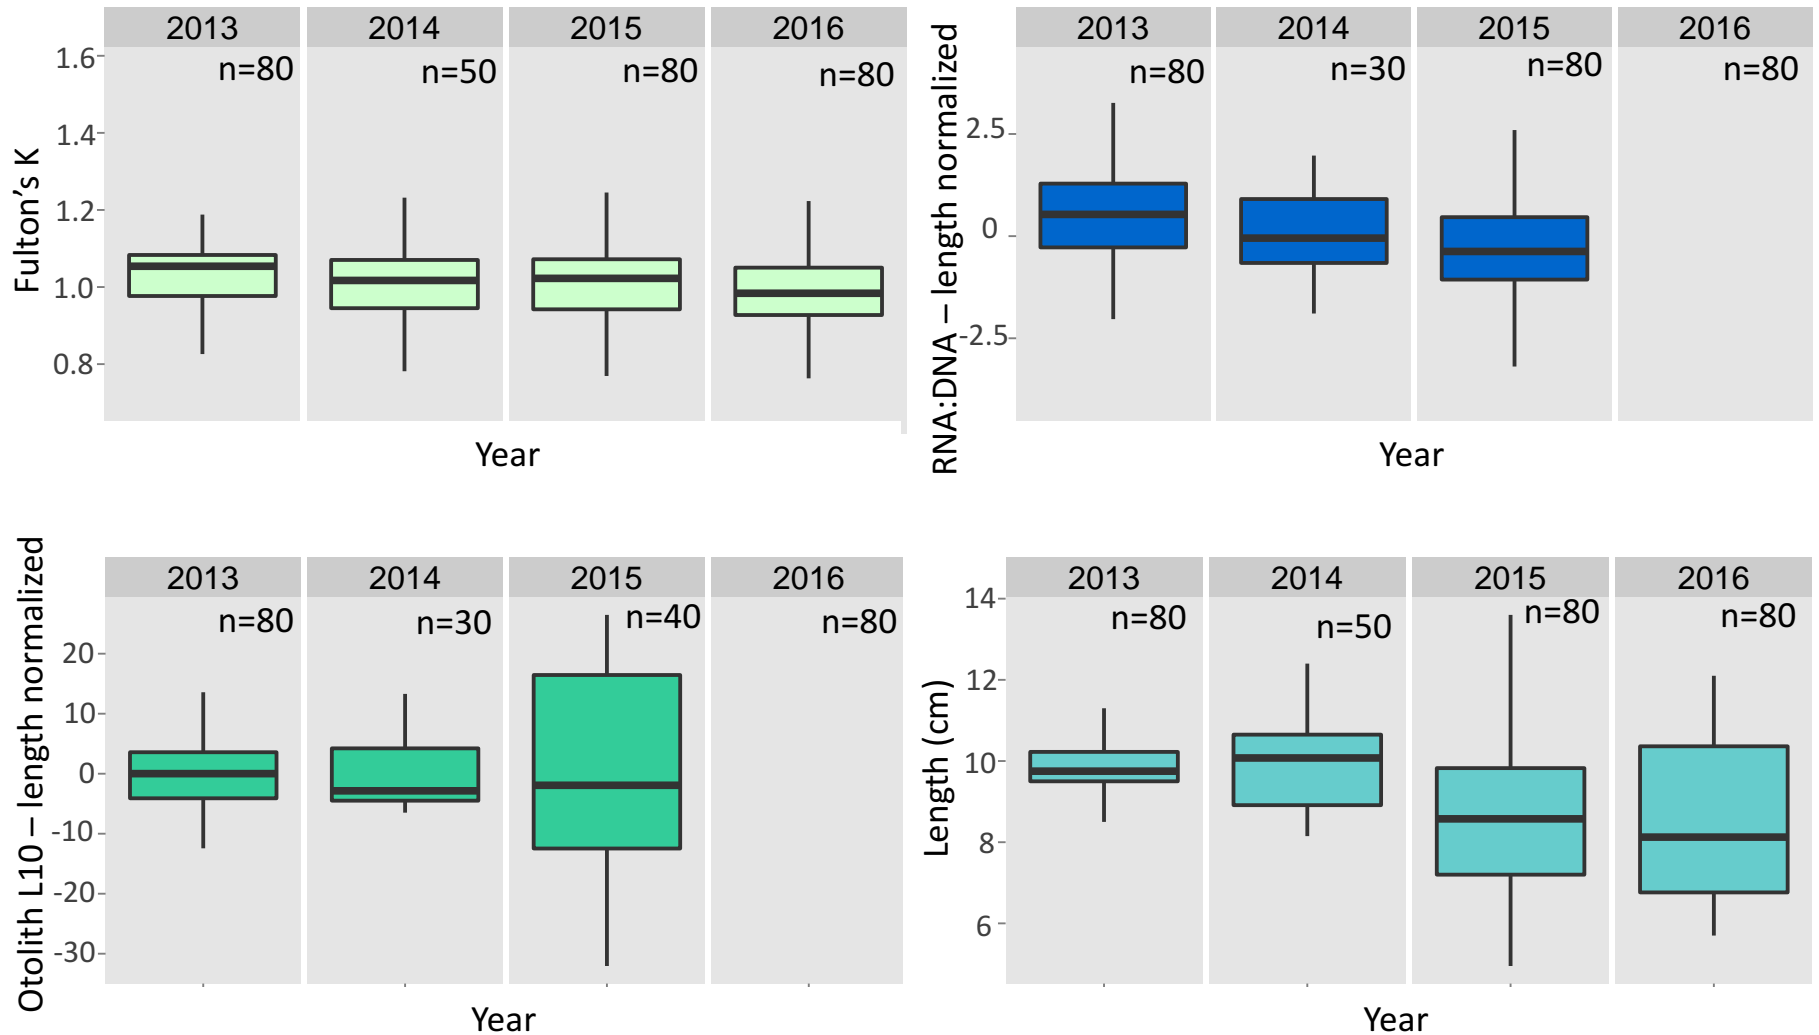 2013 2014 2015 2016
n=80 n=50 n=80 n=80
1.6
1.4
1.2
1.0
0.8
Fulton's K
Year
2013 2014 2015 2016
n=80 n=30 n=80 n=80
2.5
0
-2.5
RNA:DNA – length normalized
Year
2013 2014 2015 2016
n=80 n=30 n=40 n=80
20
10
0
-10
-20
-30
Otolith L10 – length normalized
Year
2013 2014 2015 2016
n=80 n=50 n=80 n=80
14
12
10
8
6
Length (cm)
Year